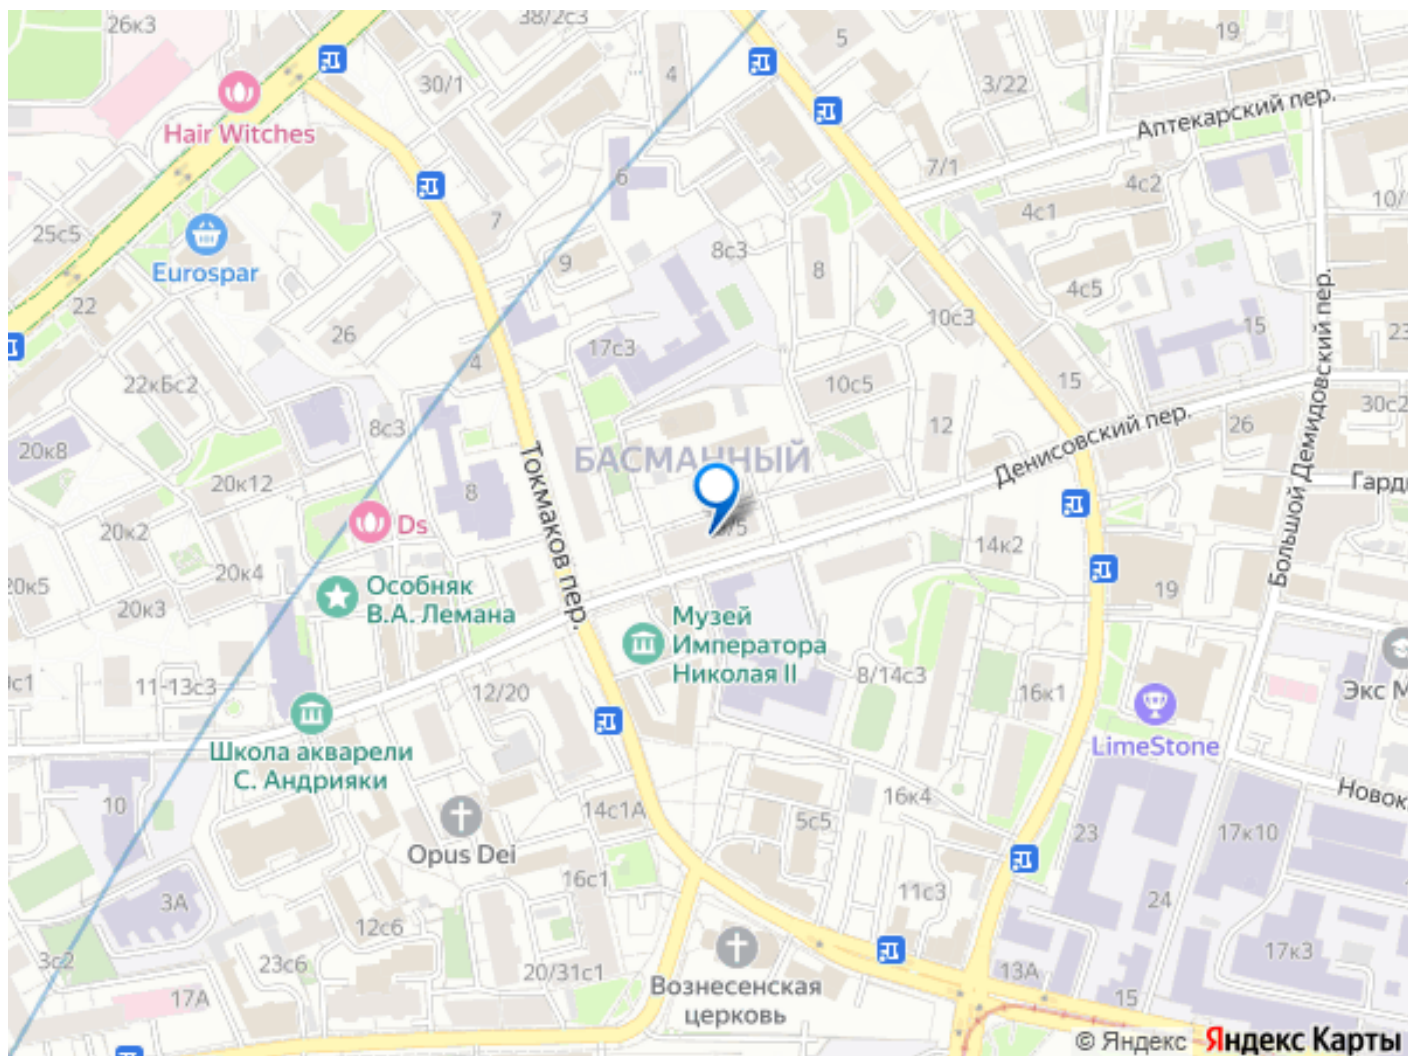 26к3
38/2с3
5
19
30/1
4
3/22
Hair Witches
Аптекарский пер.
7/1
6
4с2
10/
7
4с1
25с5
8с3
9
8
Eurospar
4с5
22
26
10с3
15
23
17с3
4
22кБс2
10с5
15
30с2
8с3
12
26
Денисовский пер.
Большой Демидовский пер.
20к8
БАСМАННЫЙ
Токмаков пер.
20к12
8
Гард
Ds
20к2
/5
14к2
20к4
20к5
Особняк
В.А. Лемана
19
20к3
Музей
Императора
Николая II
8/14с3
11-13с3
12/20
16к1
Экс М
LimeStone
Школа акварели
С. Андрияки
Новок
10
14с1А
16к4
5с5
23
17к10
Opus Dei
16с1
11с3
3А
24
12с6
3с2
23с6
20/31с1
17к3
13А
17А
Вознесенская
церковь
15
© Яндекс Яндекс Карты